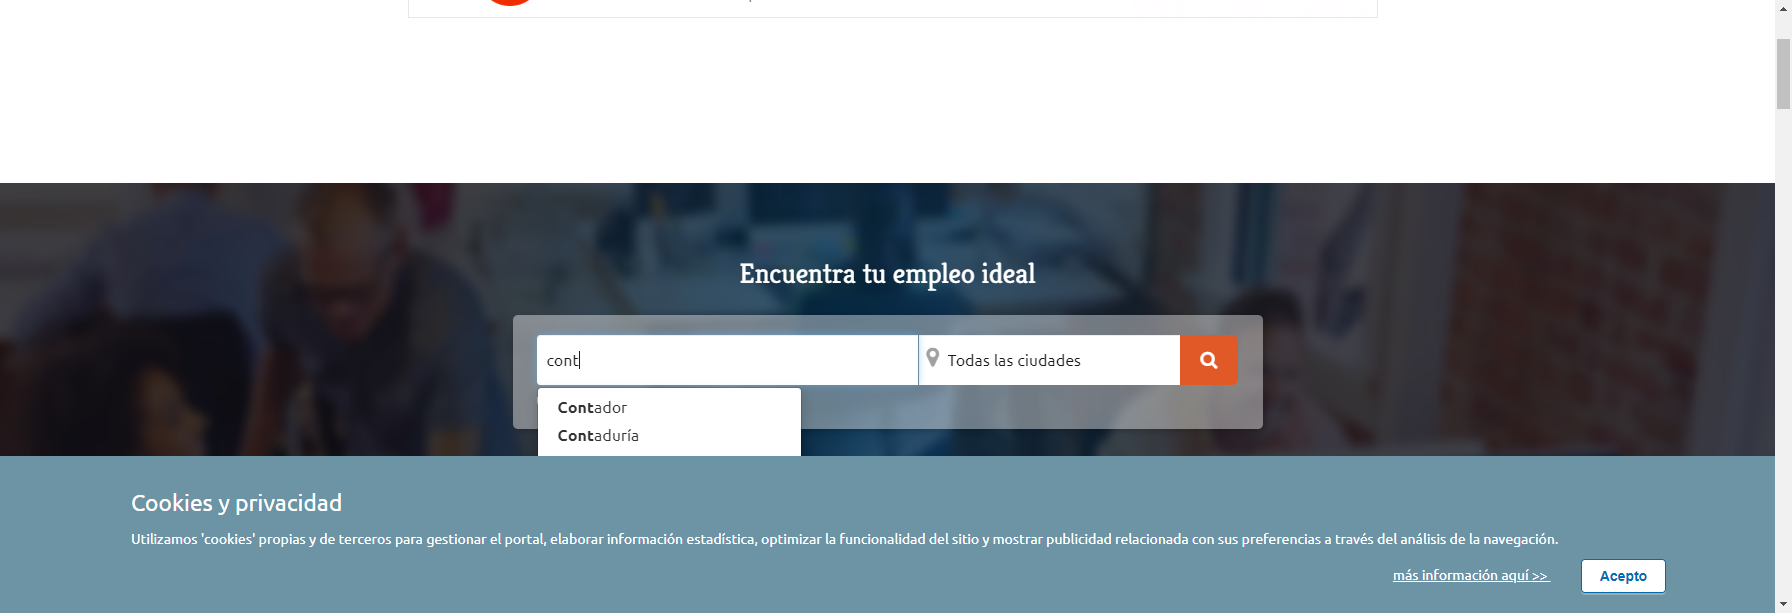 Encuentra tu empleo ideal
cont
Todas las ciudades
Contador
Contaduría
Cookies y privacidad
Utilizamos 'cookies' propias y de terceros para gestionar el portal, elaborar información estadística, optimizar la funcionalidad del sitio y mostrar publicidad relacionada con sus preferencias a través del análisis de la navegación.
más información aquí >>
Acepto